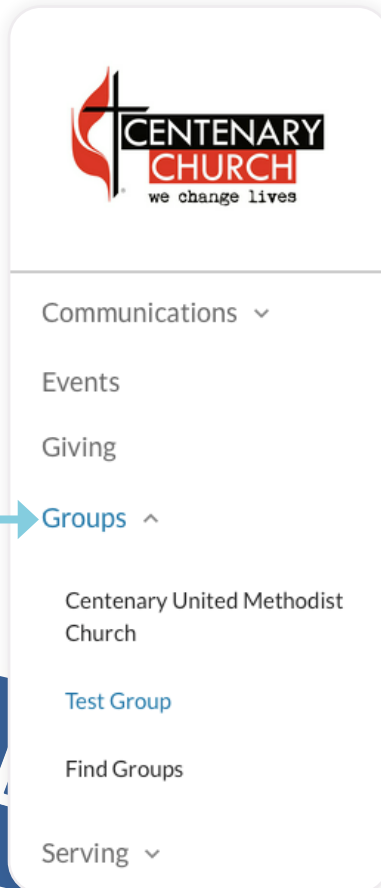 CENTENARY
CHURCH
we change lives
Communications
Events
Giving
Groups
Centenary United Methodist
Church
Test Group
Find Groups
Serving